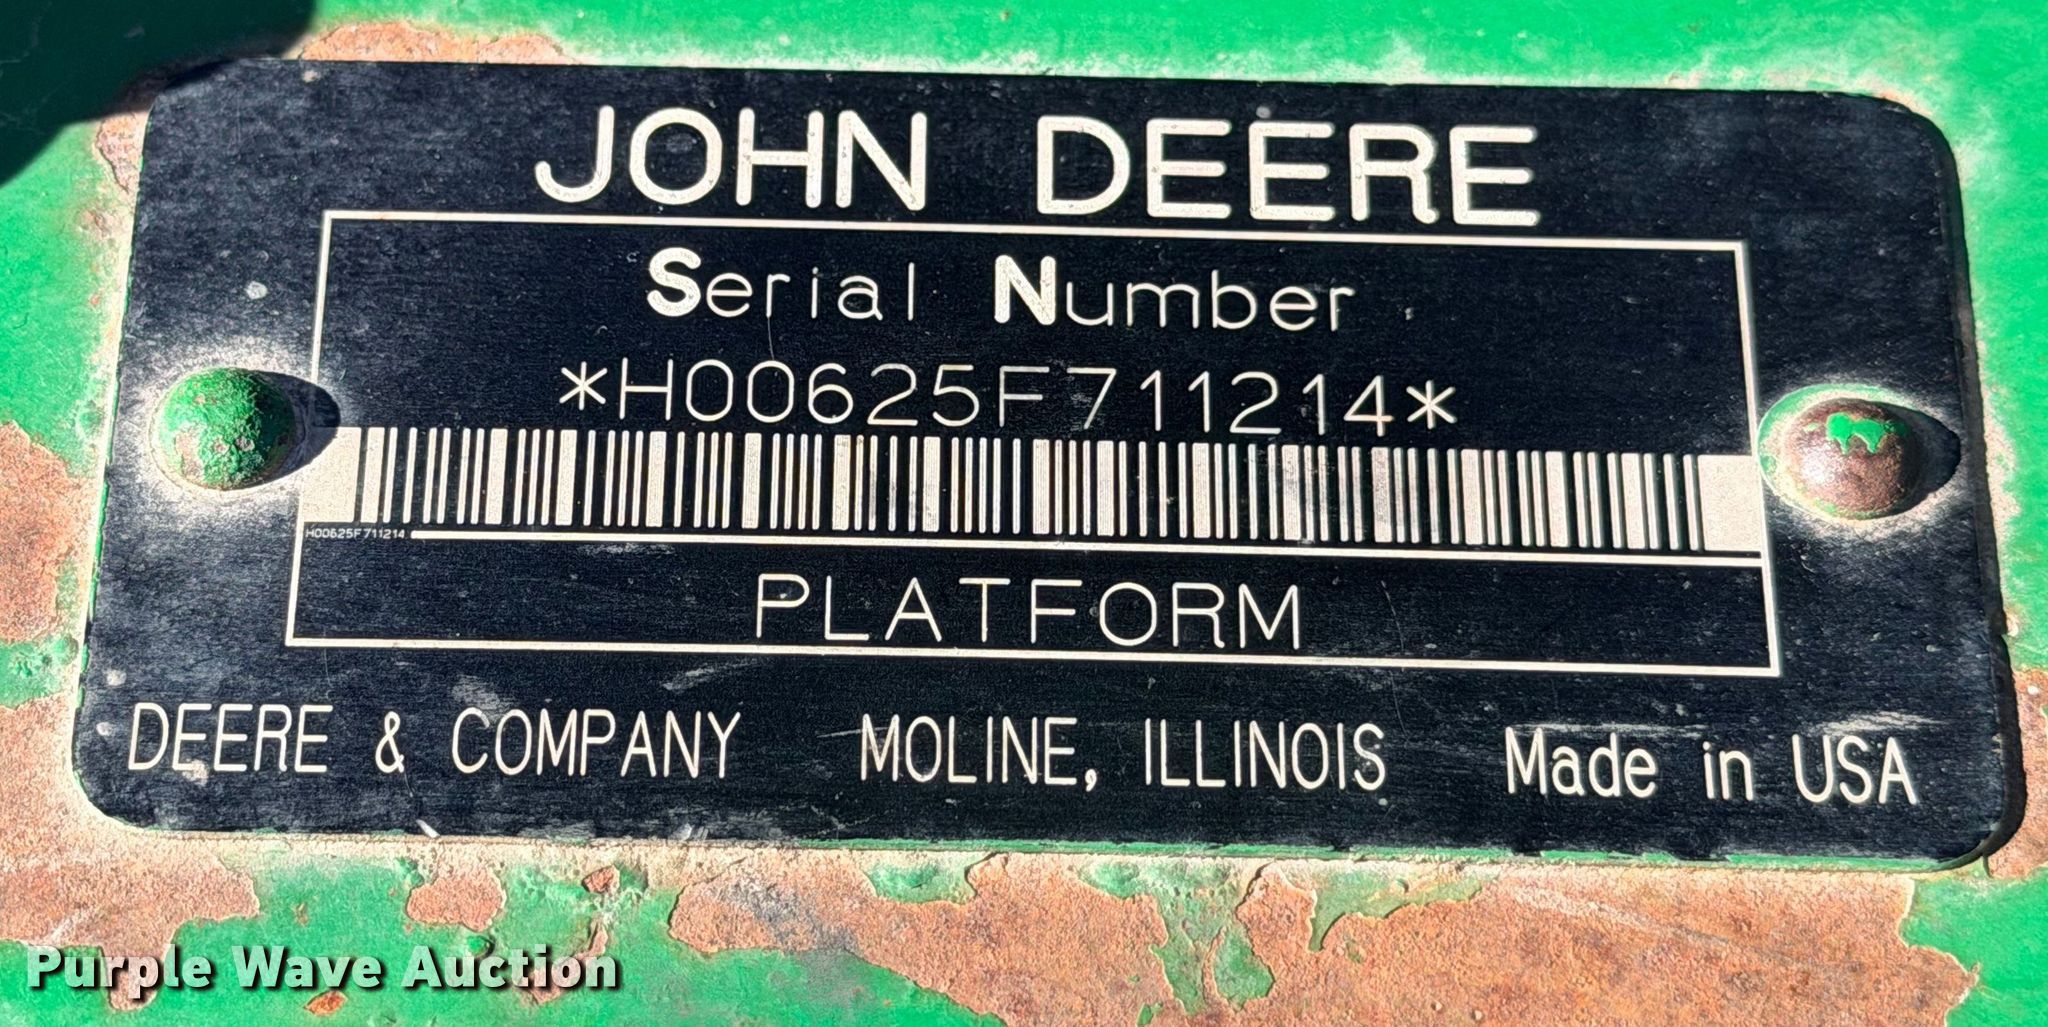 JOHN DEERE
Serial Number
*H00625F711214*
H00625F711214
PLATFORM
DEERE & COMPANY MOLINE, ILLINOIS Made in USA
Purple Wave Auction